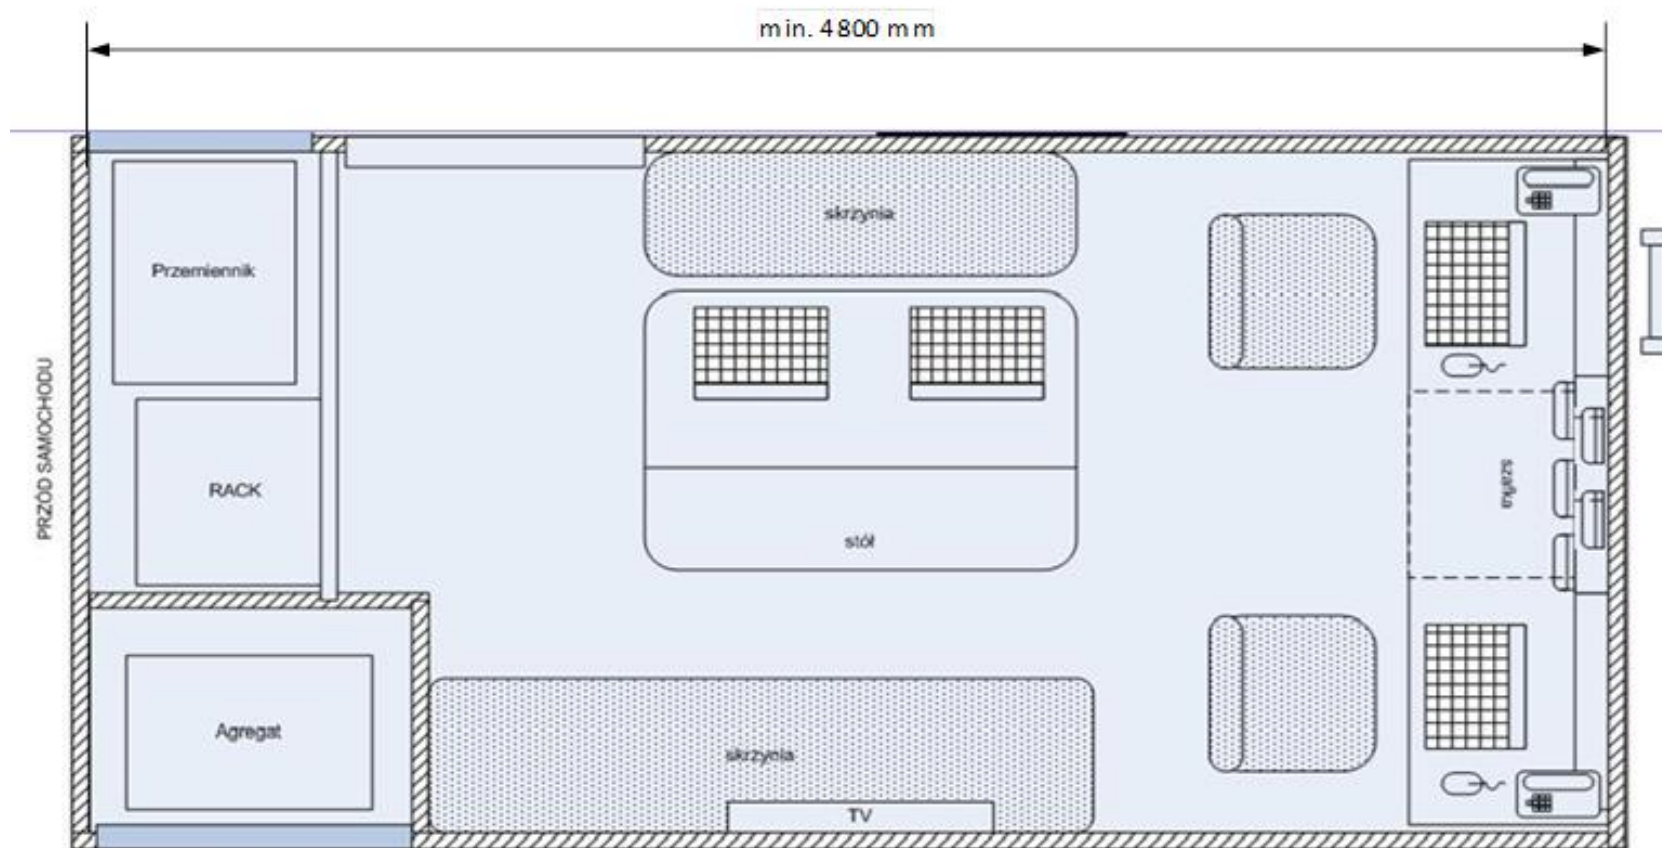 min. 4800 mm
skrzynia
Przemiennik
PRZÓD SAMOCHODU
RACK
szafka
stół
Agregat
skrzynia
TV